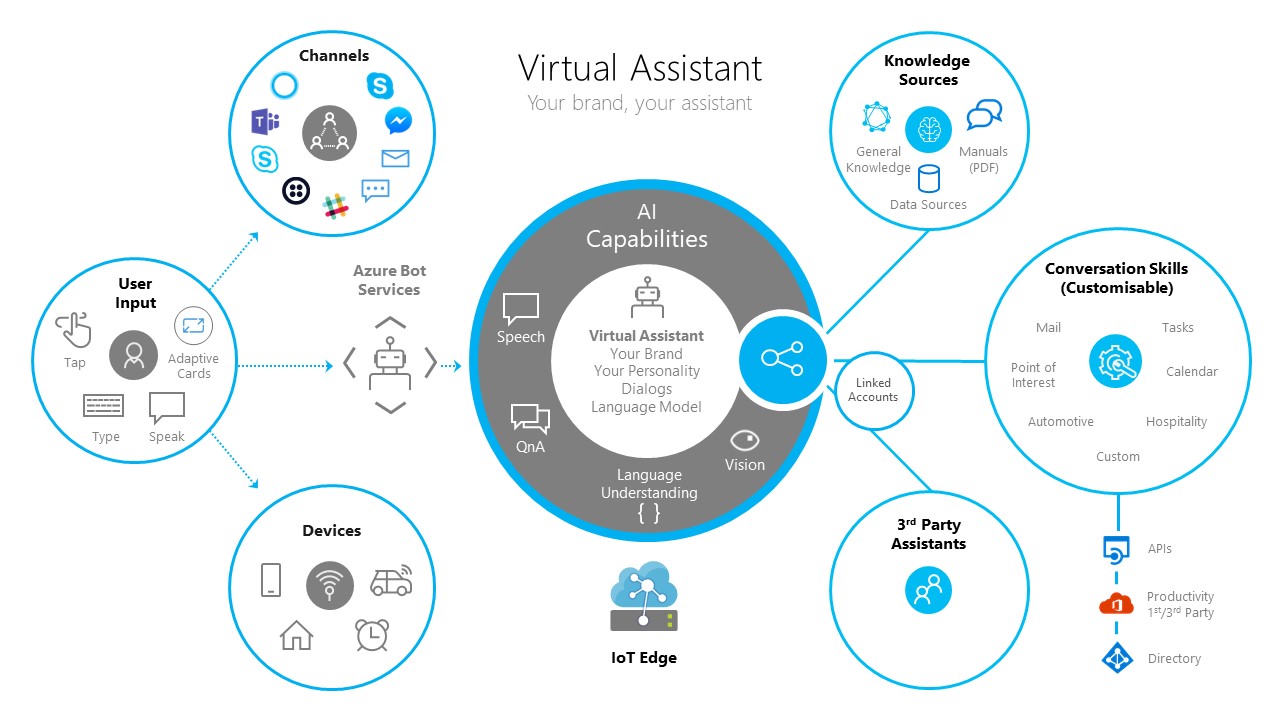 Virtual Assistant
Your brand, your assistant
Channels
T
S
S
User
Input
Tap
Adaptive
Cards
Type
Speak
Azure Bot
Services
Devices
AI
Capabilities
Speech
QnA
Language
Understanding
{ }
Vision
Virtual Assistant
Your Brand
Your Personality
Dialogs
Language Model
IoT Edge
Knowledge
Sources
General
Knowledge
Manuals
(PDF)
Data Sources
Linked
Accounts
Conversation Skills
(Customisable)
Mail
Tasks
Point of
Interest
Calendar
Automotive
Hospitality
Custom
3rd Party
Assistants
APIs
Productivity
1st/3rd Party
Directory